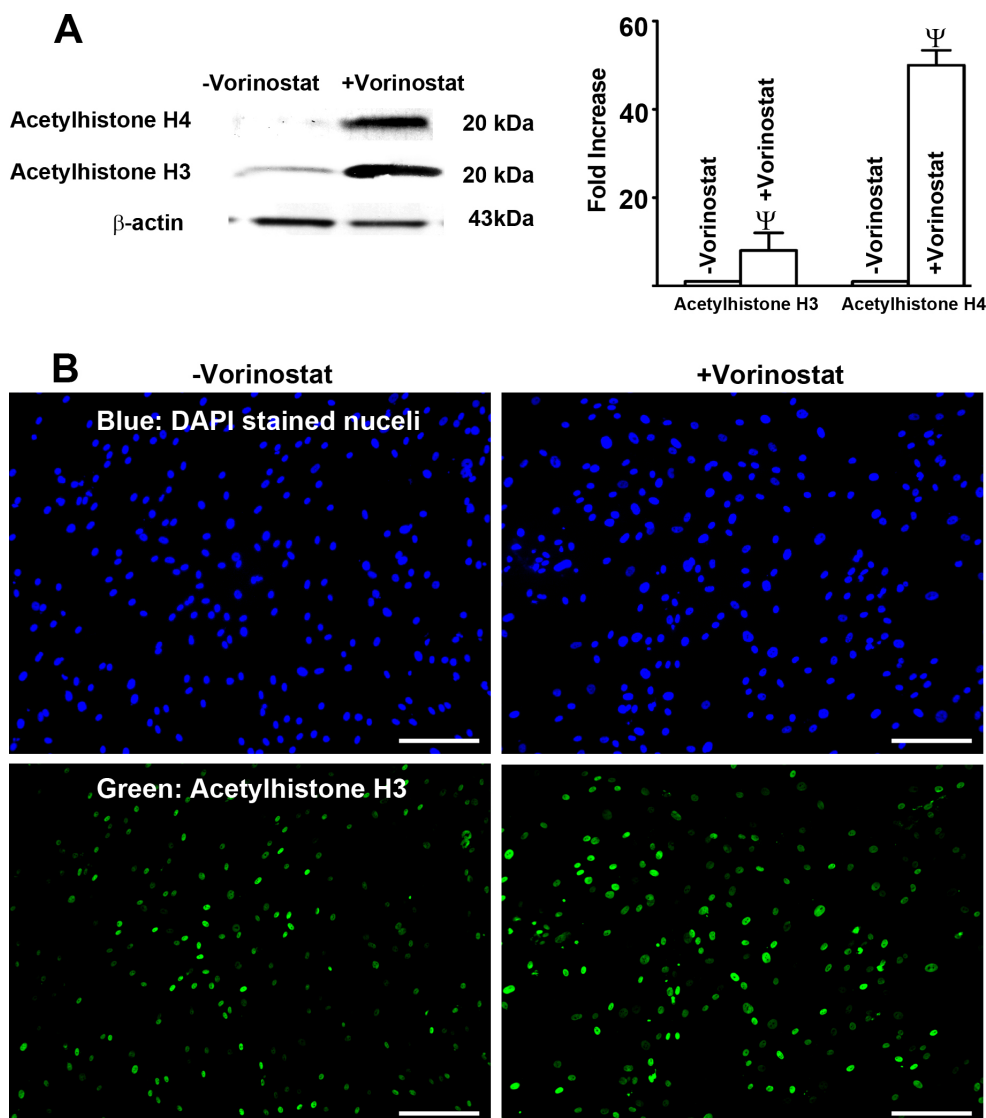 A
-Vorinostat +Vorinostat
Acetylhistone H4 20 kDa
Acetylhistone H3 20 kDa
β-actin 43kDa
60
40
20
Fold Increase
-Vorinostat
Ψ +Vorinostat
-Vorinostat
+Vorinostat
Ψ
Acetylhistone H3 Acetylhistone H4
B
-Vorinostat +Vorinostat
Blue: DAPI stained nuceli
Green: Acetylhistone H3